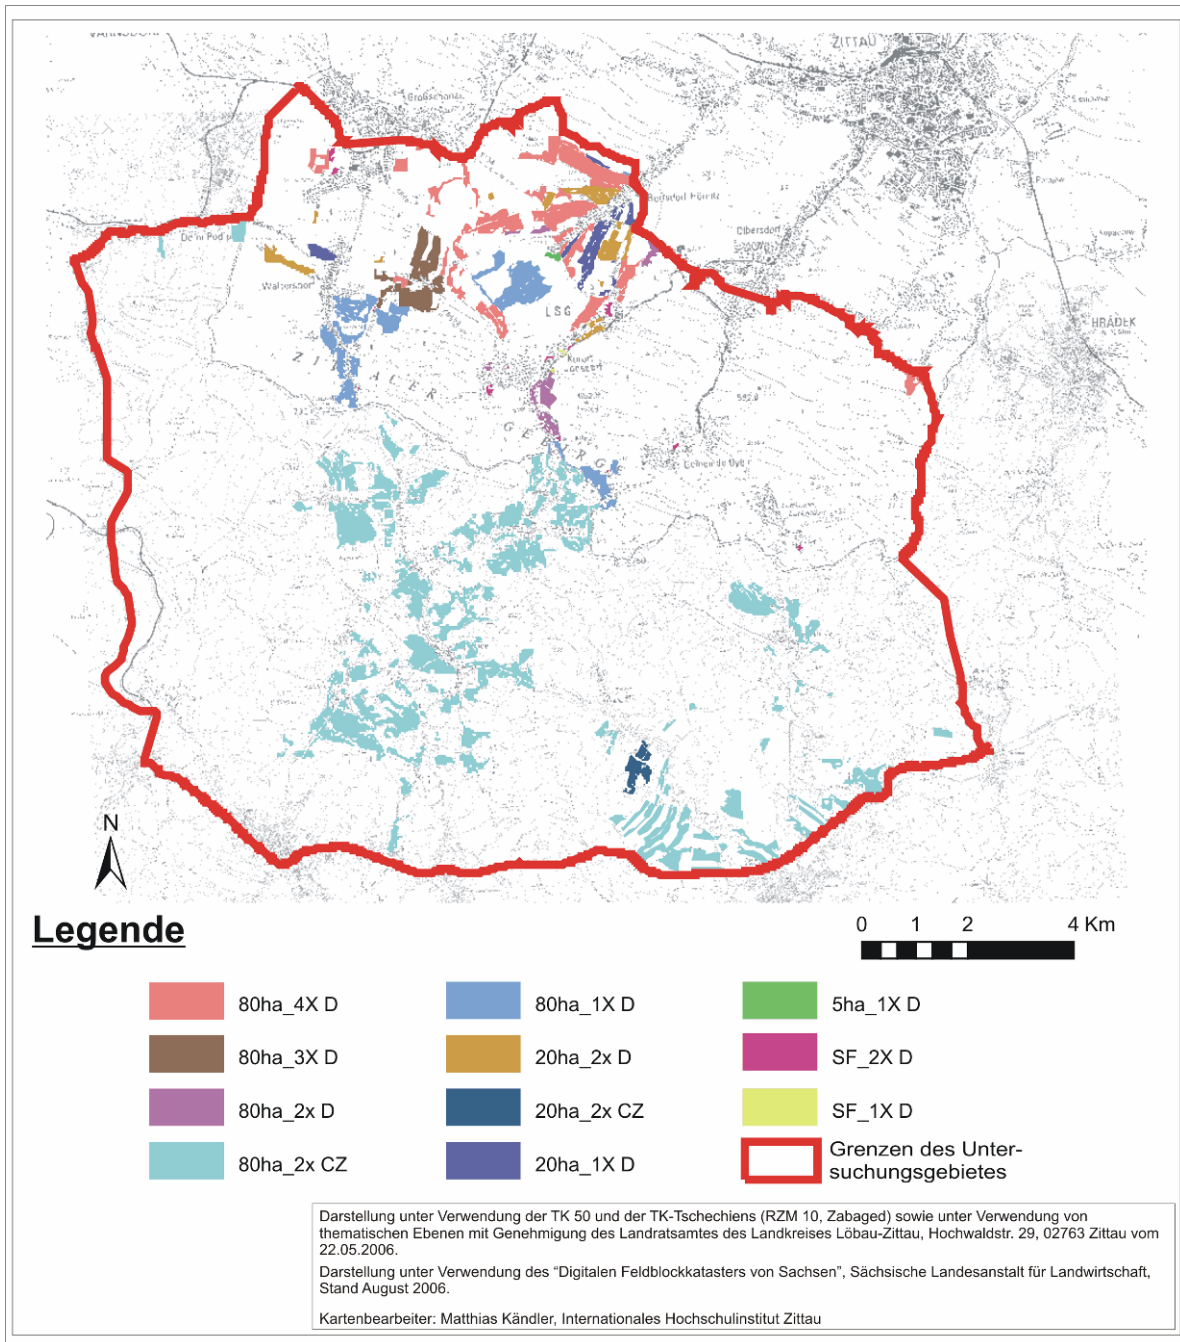 ZITTAU
Großschönau
Bertsdorf-Hörnitz
Olbersdorf
Waltersdorf
HRÁDEK
LSG
ZITTAUER
GEBIRGE
N
Legende
0 1 2 4 Km
80ha_4X D
80ha_3X D
80ha_2x D
80ha_2x CZ
80ha_1X D
20ha_2x D
20ha_2x CZ
20ha_1X D
5ha_1X D
SF_2X D
SF_1X D
Grenzen des Unter-
suchungsgebietes
Darstellung unter Verwendung der TK 50 und der TK-Tschechiens (RZM 10, Zabaged) sowie unter Verwendung von
thematischen Ebenen mit Genehmigung des Landratsamtes des Landkreises Löbau-Zittau, Hochwaldstr. 29, 02763 Zittau vom
22.05.2006.
Darstellung unter Verwendung des “Digitalen Feldblockkatasters von Sachsen”, Sächsische Landesanstalt für Landwirtschaft,
Stand August 2006.
Kartenbearbeiter: Matthias Kändler, Internationales Hochschulinstitut Zittau